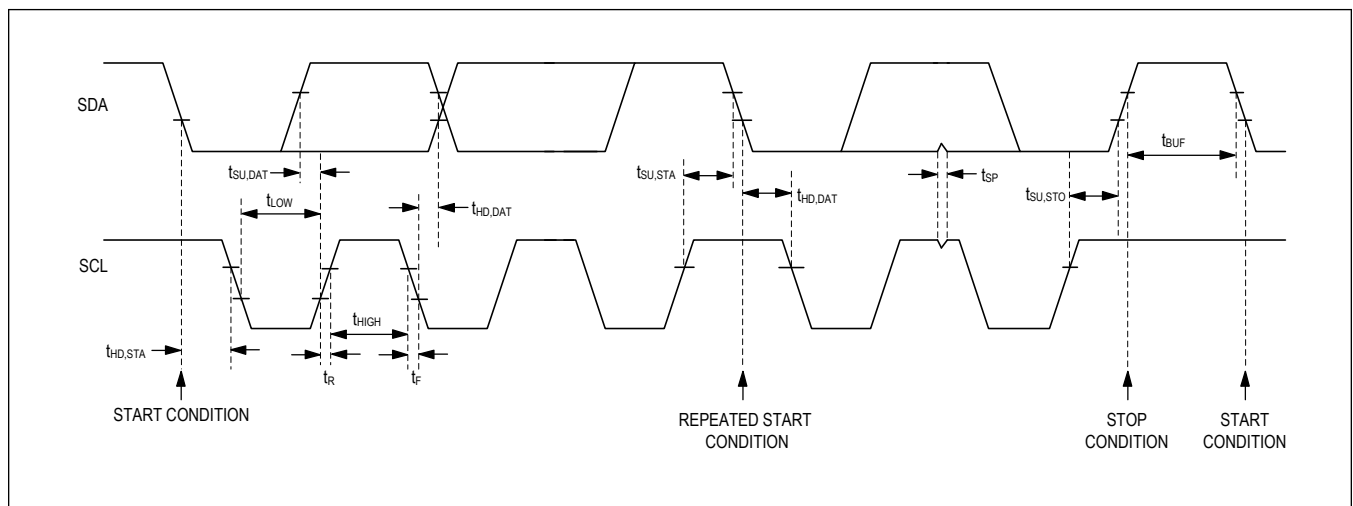 SDA
tSU,DAT
tLOW
tHD,DAT
tSU,STA
tHD,DAT
tSP
tSU,STO
tBUF
SCL
tHD,STA
tR
tHIGH
tF
START CONDITION
REPEATED START
CONDITION
STOP
CONDITION
START
CONDITION